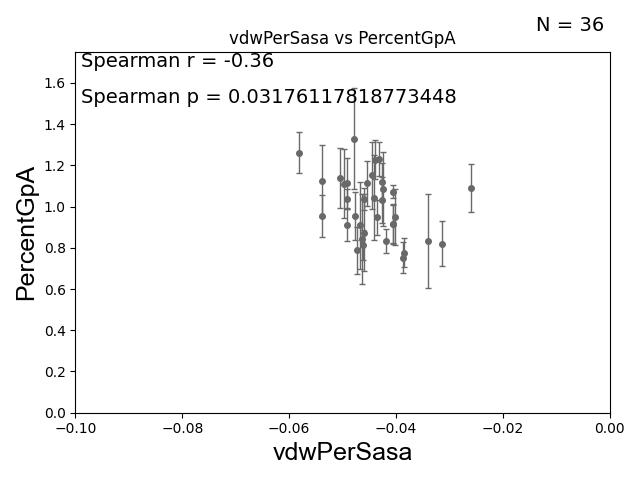 N = 36
vdwPerSasa vs PercentGpA
Spearman r = -0.36
Spearman p = 0.03176117818773448
PercentGpA
1.6
1.4
1.2
1.0
0.8
0.6
0.4
0.2
0.0
−0.10
−0.08
−0.06
−0.04
−0.02
0.00
vdwPerSasa